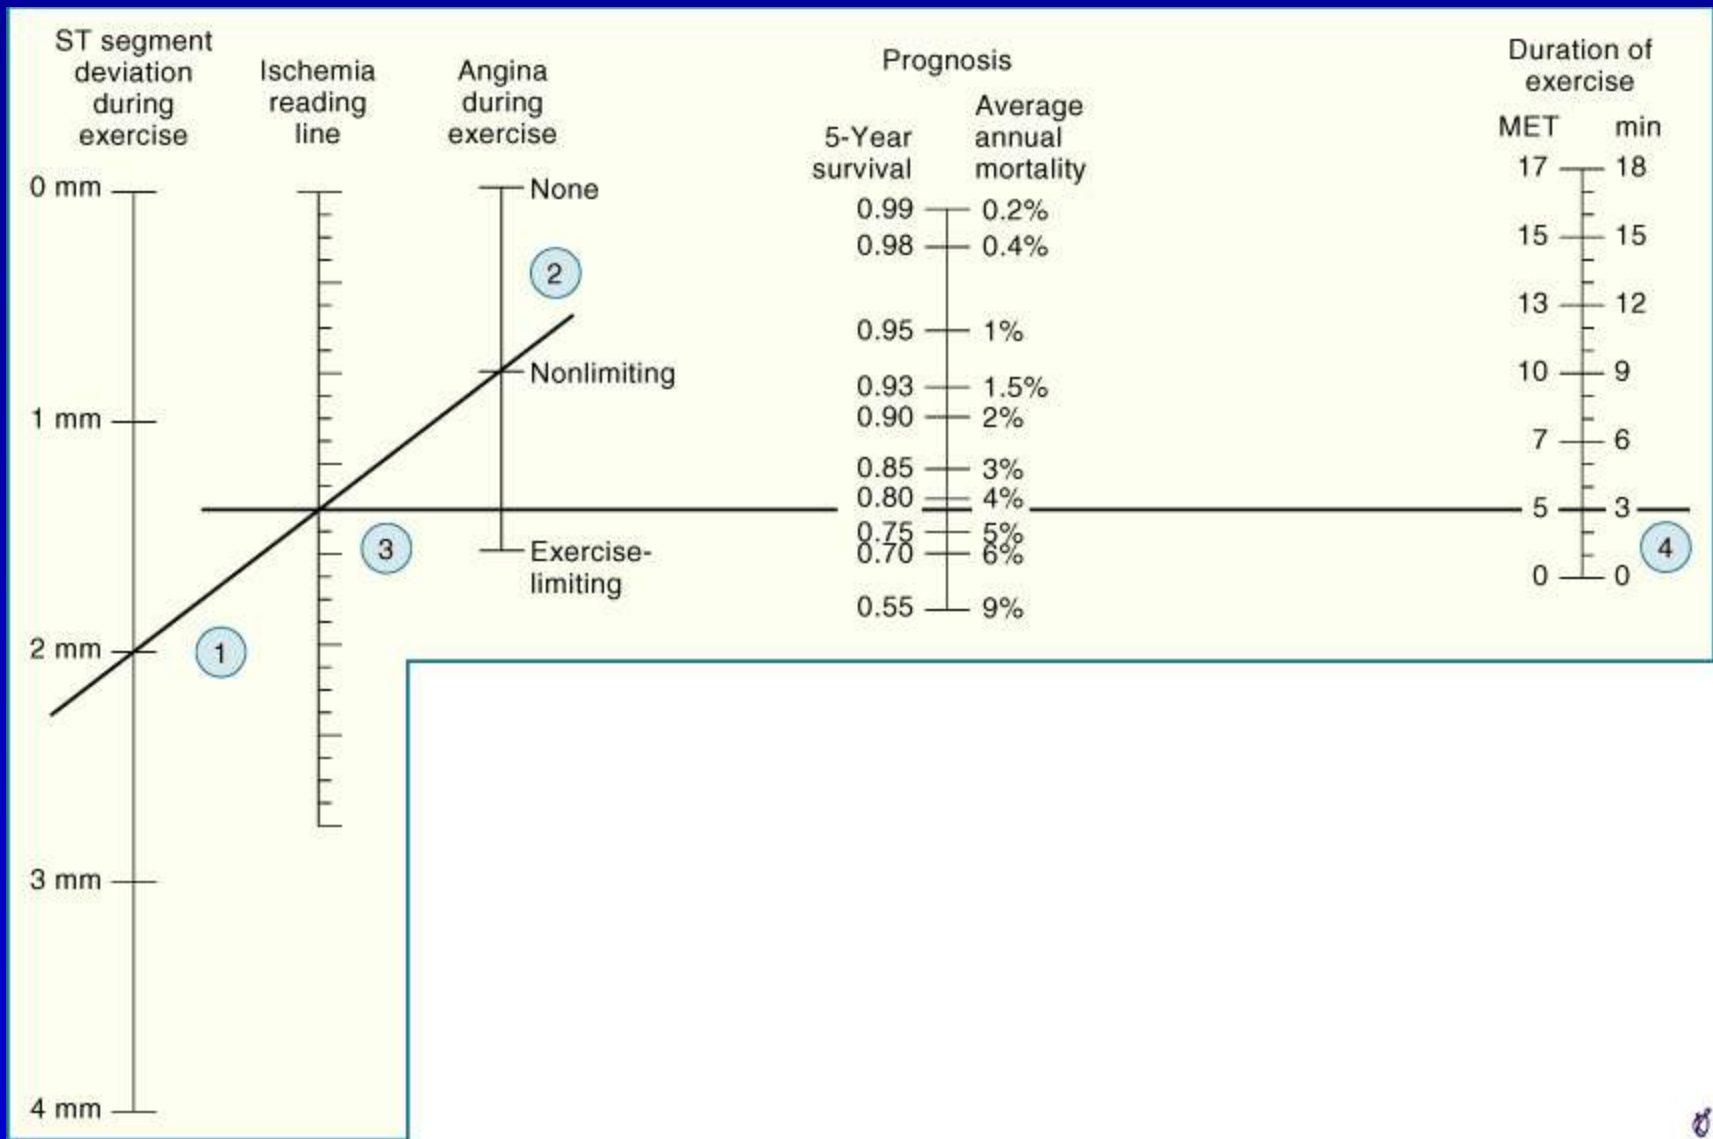 ST segment
deviation
during
exercise
Ischemia
reading
line
Angina
during
exercise
Prognosis
5-Year
survival
Average
annual
mortality
Duration of
exercise
MET min
0 mm
1 mm
2 mm
3 mm
4 mm
None
Nonlimiting
Exercise-
limiting
1
2
3
4
0.99 0.2%
0.98 0.4%
0.95 1%
0.93 1.5%
0.90 2%
0.85 3%
0.80 4%
0.75 5%
0.70 6%
0.55 9%
17 18
15 15
13 12
10 9
7 6
5 3
0 0